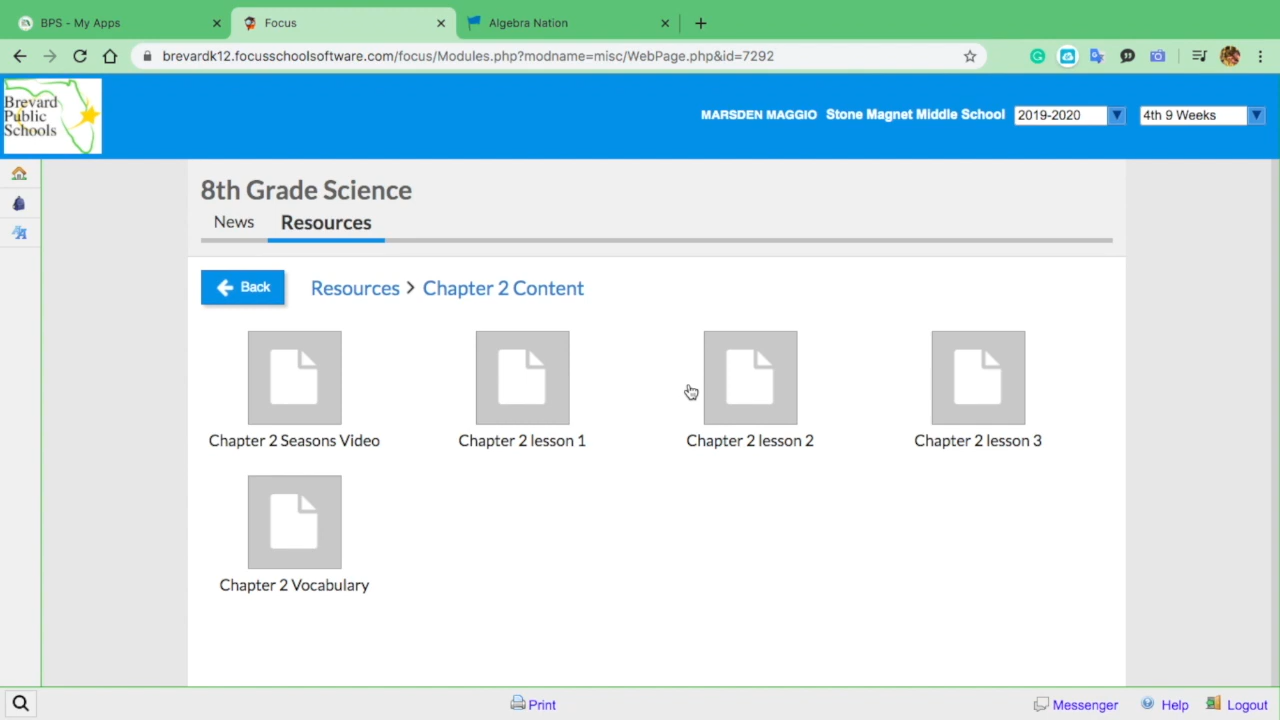 BPS - My Apps
Focus
Algebra Nation
brevardk12.focusschoolsoftware.com/focus/Modules.php?modname=misc/WebPage.php&id=7292
Brevard
Public
Schools
MARSDEN MAGGIO Stone Magnet Middle School 2019-2020 4th 9 Weeks
8th Grade Science
News Resources
Back Resources > Chapter 2 Content
Chapter 2 Seasons Video Chapter 2 lesson 1 Chapter 2 lesson 2 Chapter 2 lesson 3
Chapter 2 Vocabulary
Print Messenger Help Logout